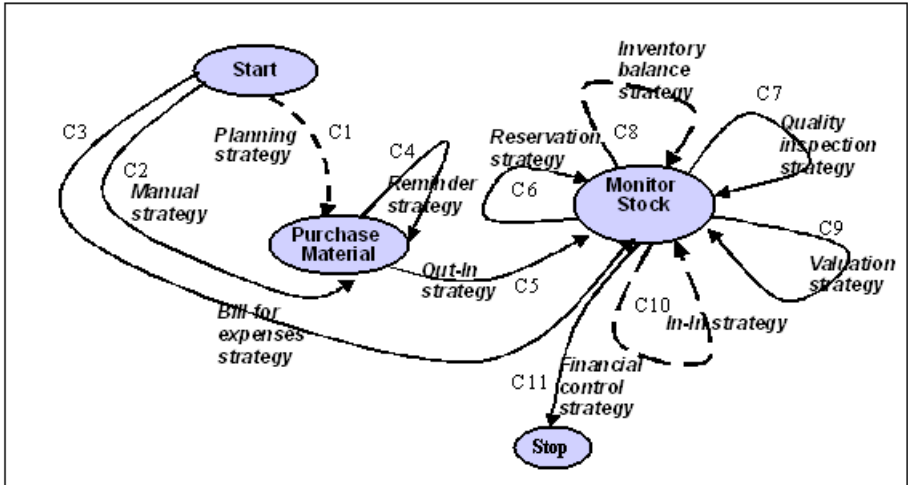 Start
Inventory
balance
strategy
C7
C3
C1
Planning
strategy
C4
C8
Quality
inspection
strategy
Reservation
strategy
C2
Manual
strategy
Reminder
strategy
C6
Monitor
Stock
C9
Purchase
Material
Valuation
strategy
Out-In
strategy
C5
C10
In-In strategy
Bill for
expenses
strategy
C11
Financial
control
strategy
Stop